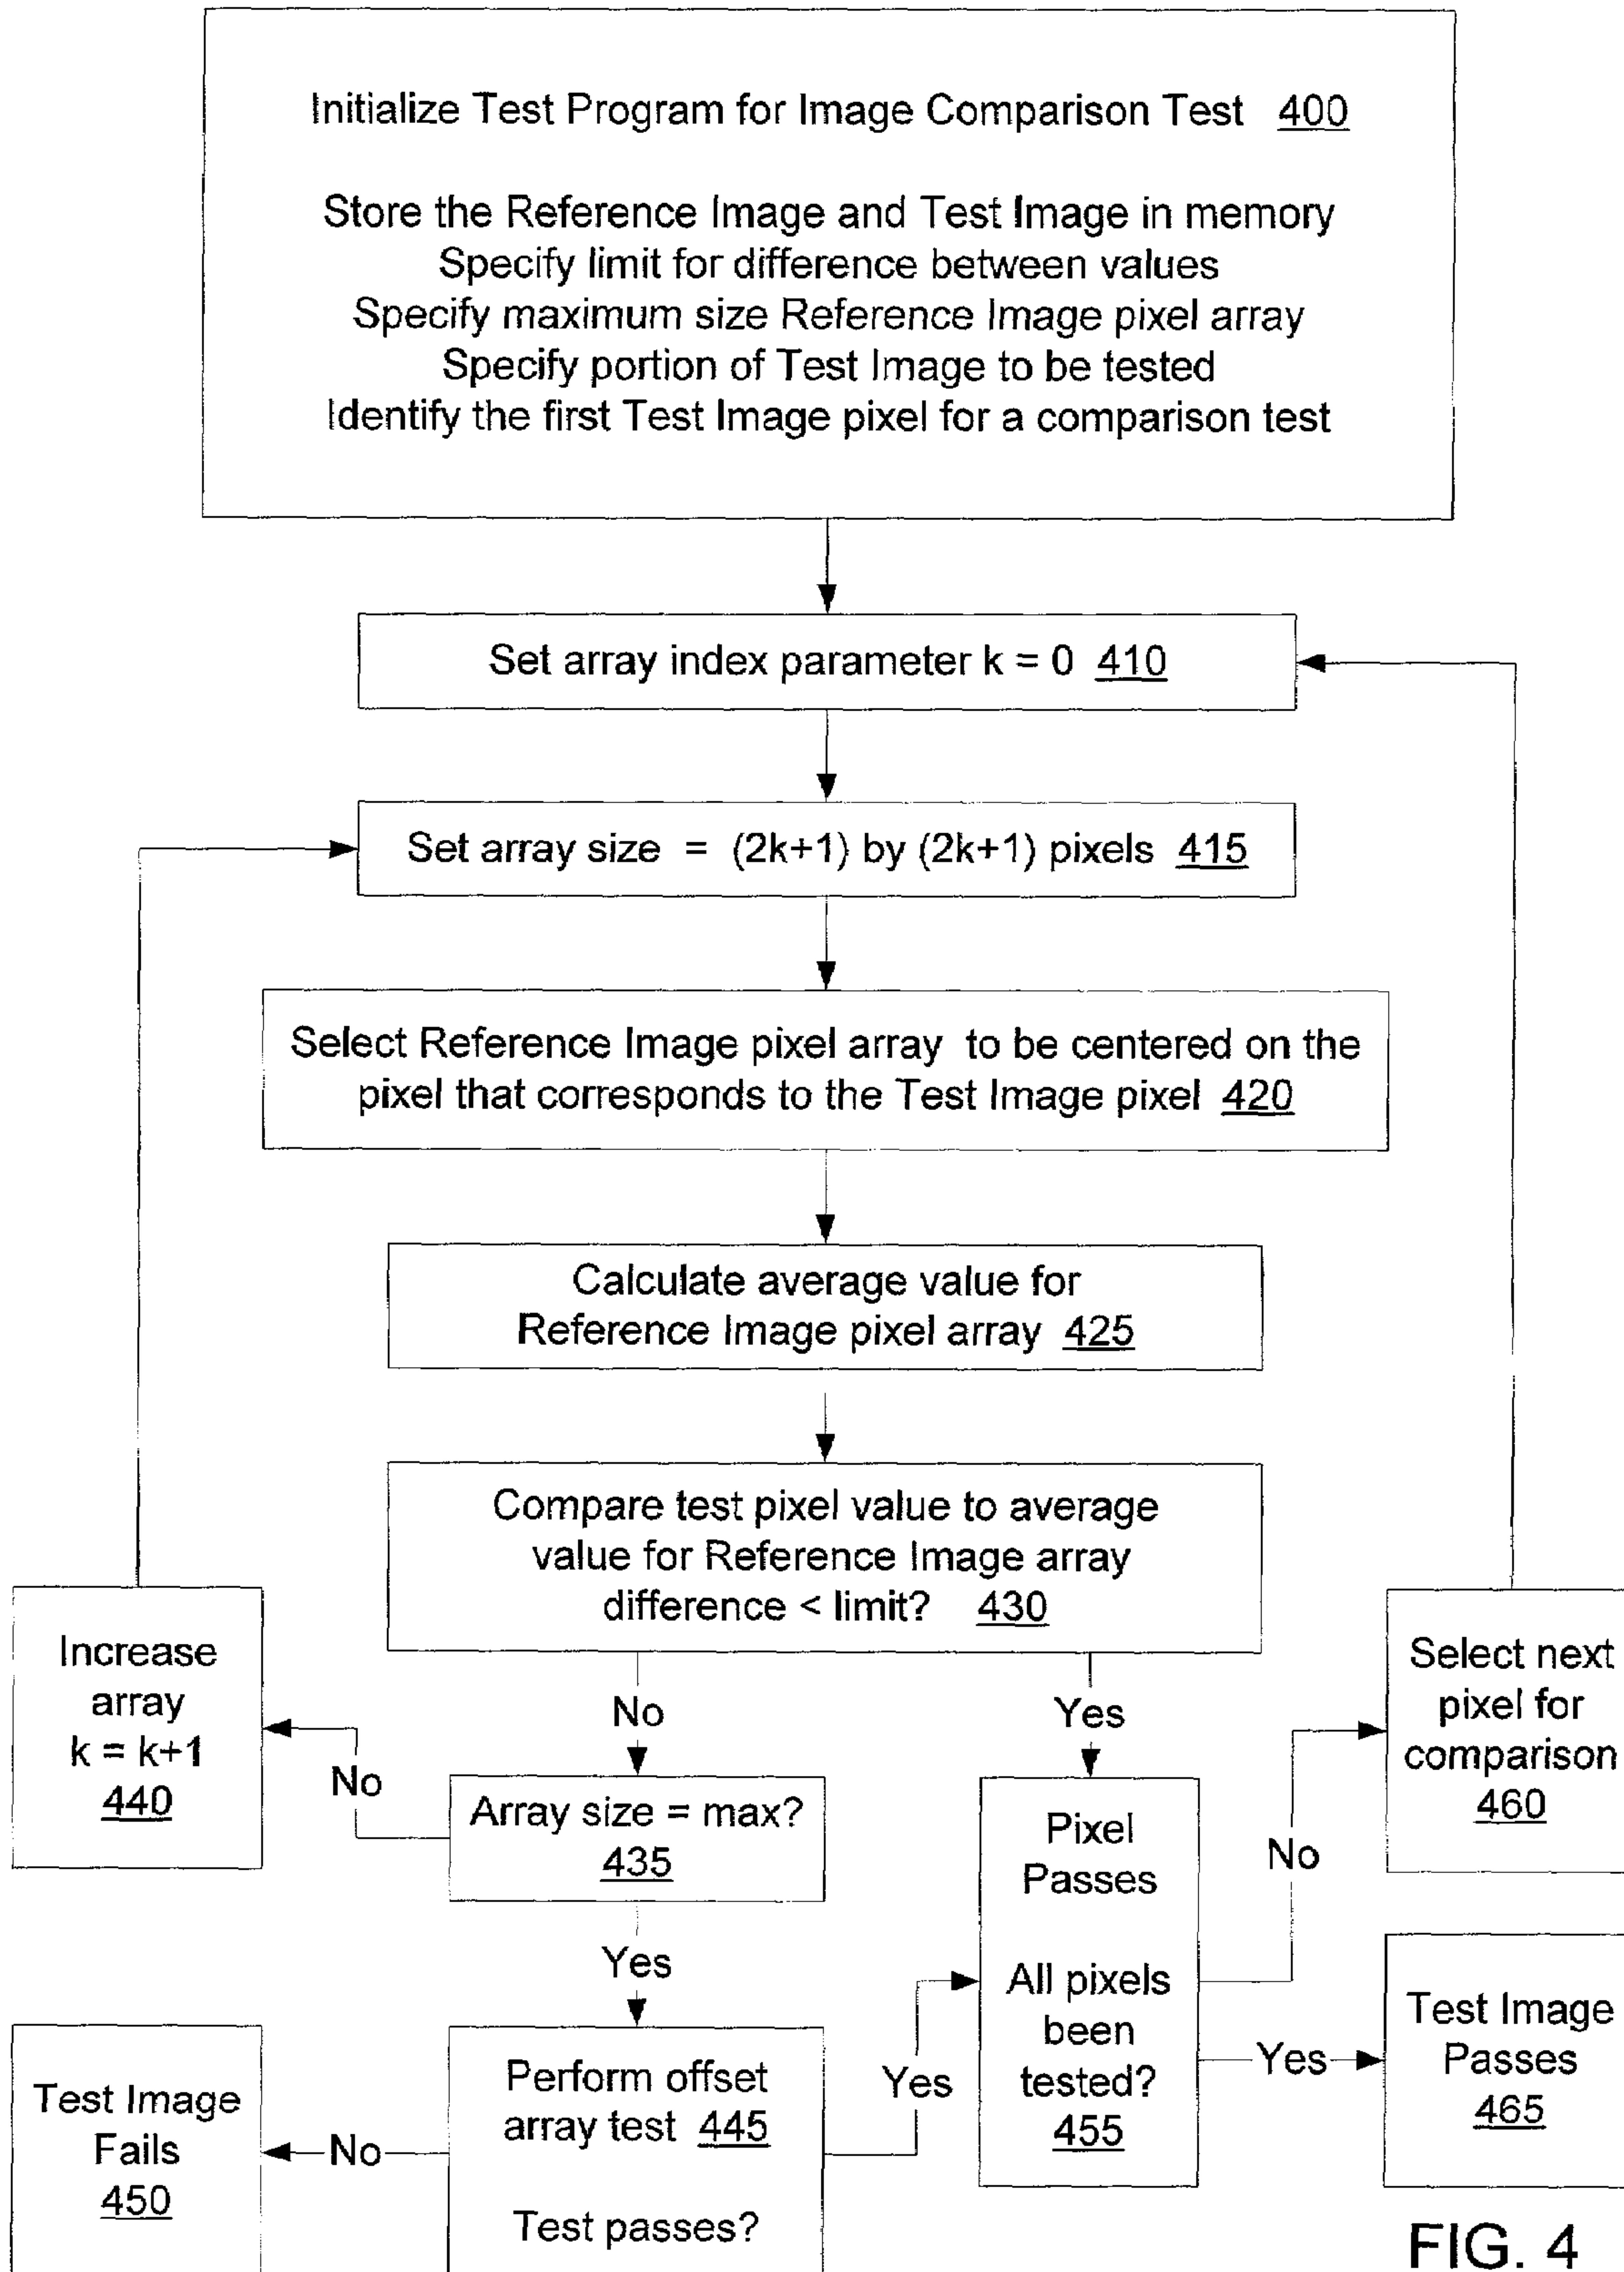 Initialize Test Program for Image Comparison Test 400
Store the Reference Image and Test Image in memory
Specify limit for difference between values
Specify maximum size Reference Image pixel array
Specify portion of Test Image to be tested
Identify the first Test Image pixel for a comparison test
Set array index parameter k = 0 410
Set array size = (2k+1) by (2k+1) pixels 415
Select Reference Image pixel array to be centered on the
pixel that corresponds to the Test Image pixel 420
Calculate average value for
Reference Image pixel array 425
Compare test pixel value to average
value for Reference Image array
difference < limit? 430
No
Yes
Increase
array
k = k+1
440
No
Array size = max?
435
Yes
Pixel
Passes
All pixels
been
tested?
455
No
Select next
pixel for
comparison
460
Yes
Test Image
Passes
465
Perform offset
array test 445
Test passes?
Yes
No
Test Image
Fails
450
FIG. 4